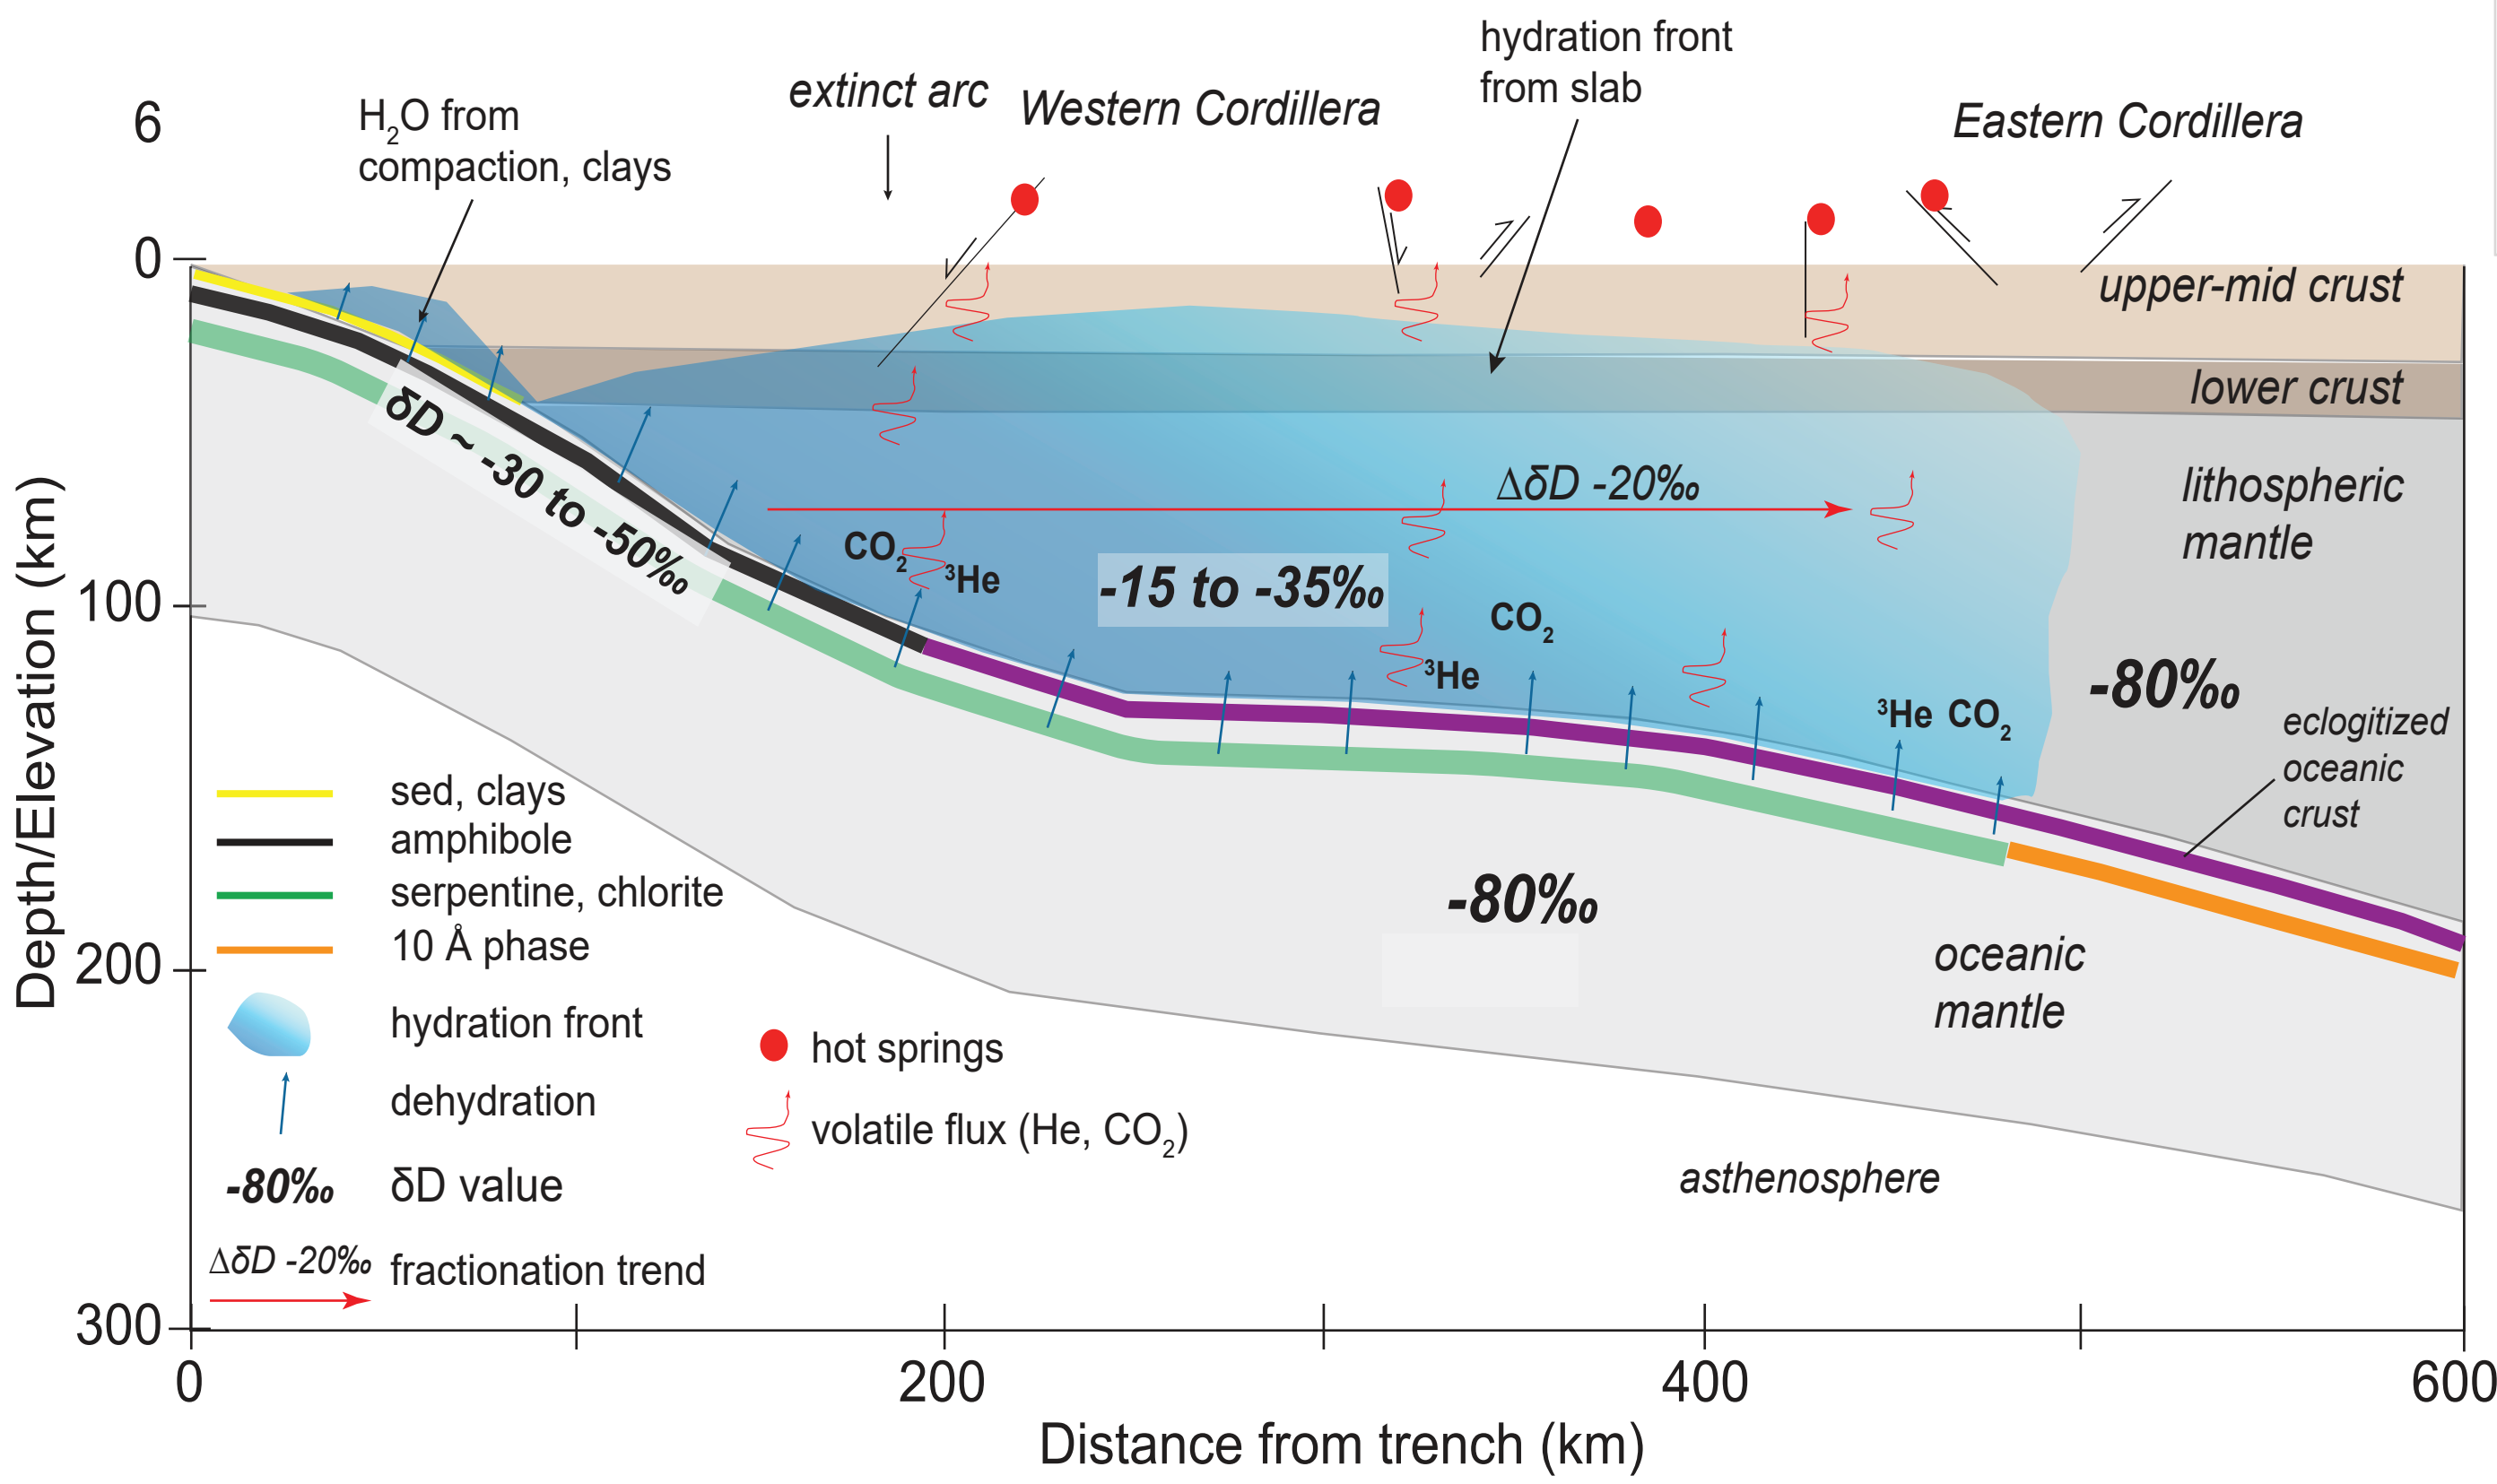 hydration front
from slab
extinct arc
Western Cordillera
Eastern Cordillera
H₂O from
compaction, clays
6
0
100
200
300
Depth/Elevation (km)
upper-mid crust
lower crust
lithospheric
mantle
δD ~ -30 to -50‰
ΔδD -20‰
CO₂
³He
-15 to -35‰
CO₂
³He
³He CO₂
-80‰
eclogitized
oceanic
crust
-80‰
oceanic
mantle
asthenosphere
sed, clays
amphibole
serpentine, chlorite
10 Å phase
hydration front
dehydration
-80‰ δD value
ΔδD -20‰ fractionation trend
hot springs
volatile flux (He, CO₂)
0
200
400
600
Distance from trench (km)